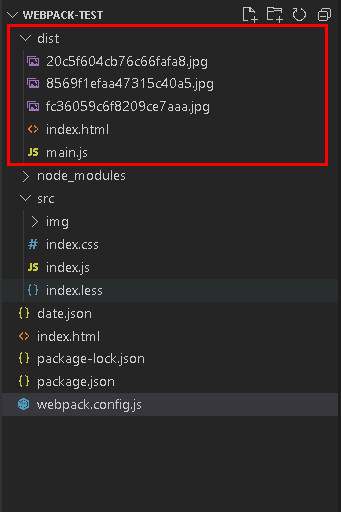 WEBPACK-TEST
dist
20c5f604cb76c66fafa8.jpg
8569f1efaa47315c40a5.jpg
fc36059c6f8209ce7aaa.jpg
index.html
JS main.js
node_modules
src
img
# index.css
JS index.js
{} index.less
{} date.json
index.html
{} package-lock.json
{} package.json
webpack.config.js